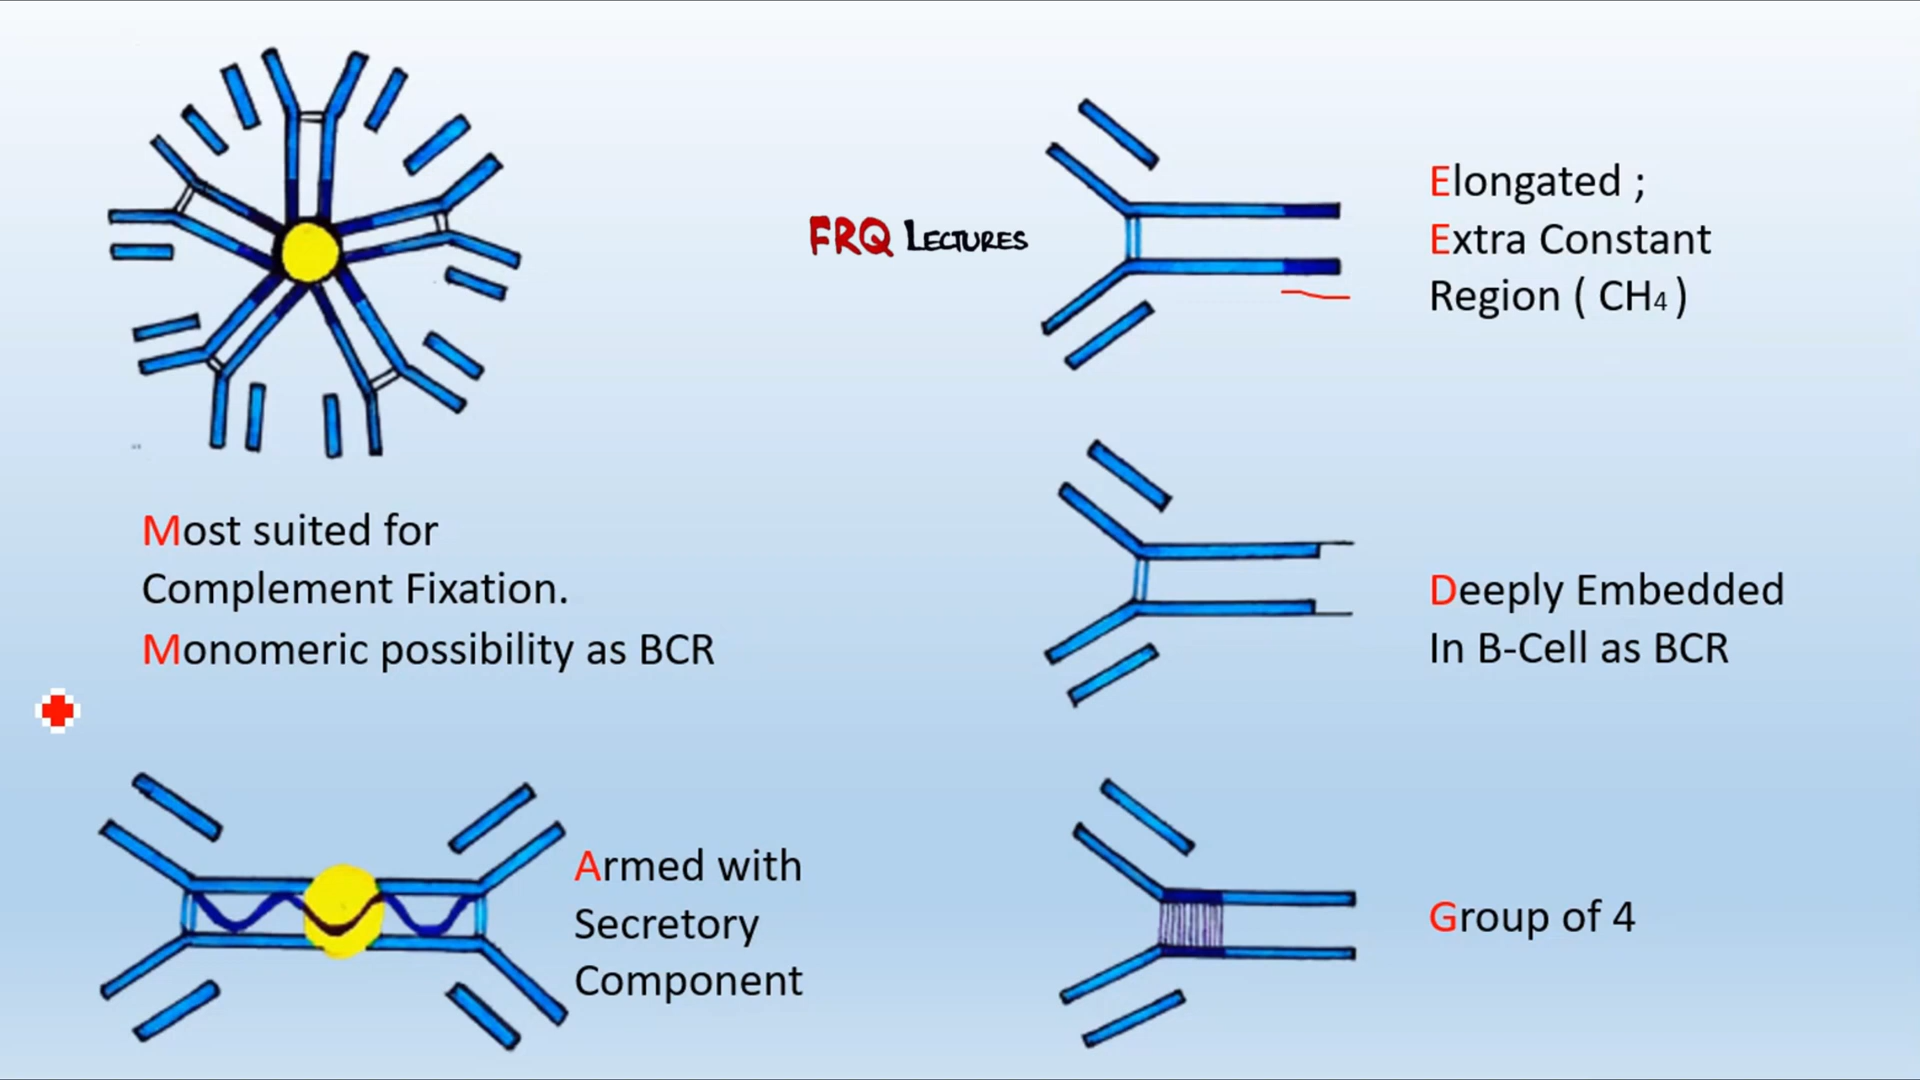 FRQ LECTURES
Elongated ;
Extra Constant
Region ( CH₄ )
Most suited for
Complement Fixation.
Monomeric possibility as BCR
Deeply Embedded
In B-Cell as BCR
Armed with
Secretory
Component
Group of 4